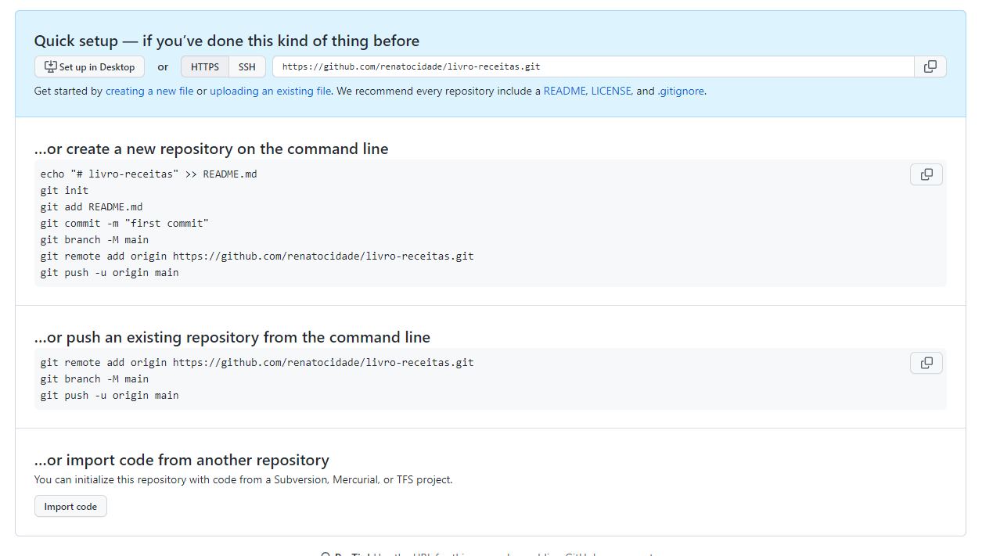 Quick setup — if you’ve done this kind of thing before
Set up in Desktop or HTTPS SSH https://github.com/renatocidade/livro-receitas.git
Get started by creating a new file or uploading an existing file. We recommend every repository include a README, LICENSE, and .gitignore.
…or create a new repository on the command line
echo "# livro-receitas" >> README.md
git init
git add README.md
git commit -m "first commit"
git branch -M main
git remote add origin https://github.com/renatocidade/livro-receitas.git
git push -u origin main
…or push an existing repository from the command line
git remote add origin https://github.com/renatocidade/livro-receitas.git
git branch -M main
git push -u origin main
…or import code from another repository
You can initialize this repository with code from a Subversion, Mercurial, or TFS project.
Import code